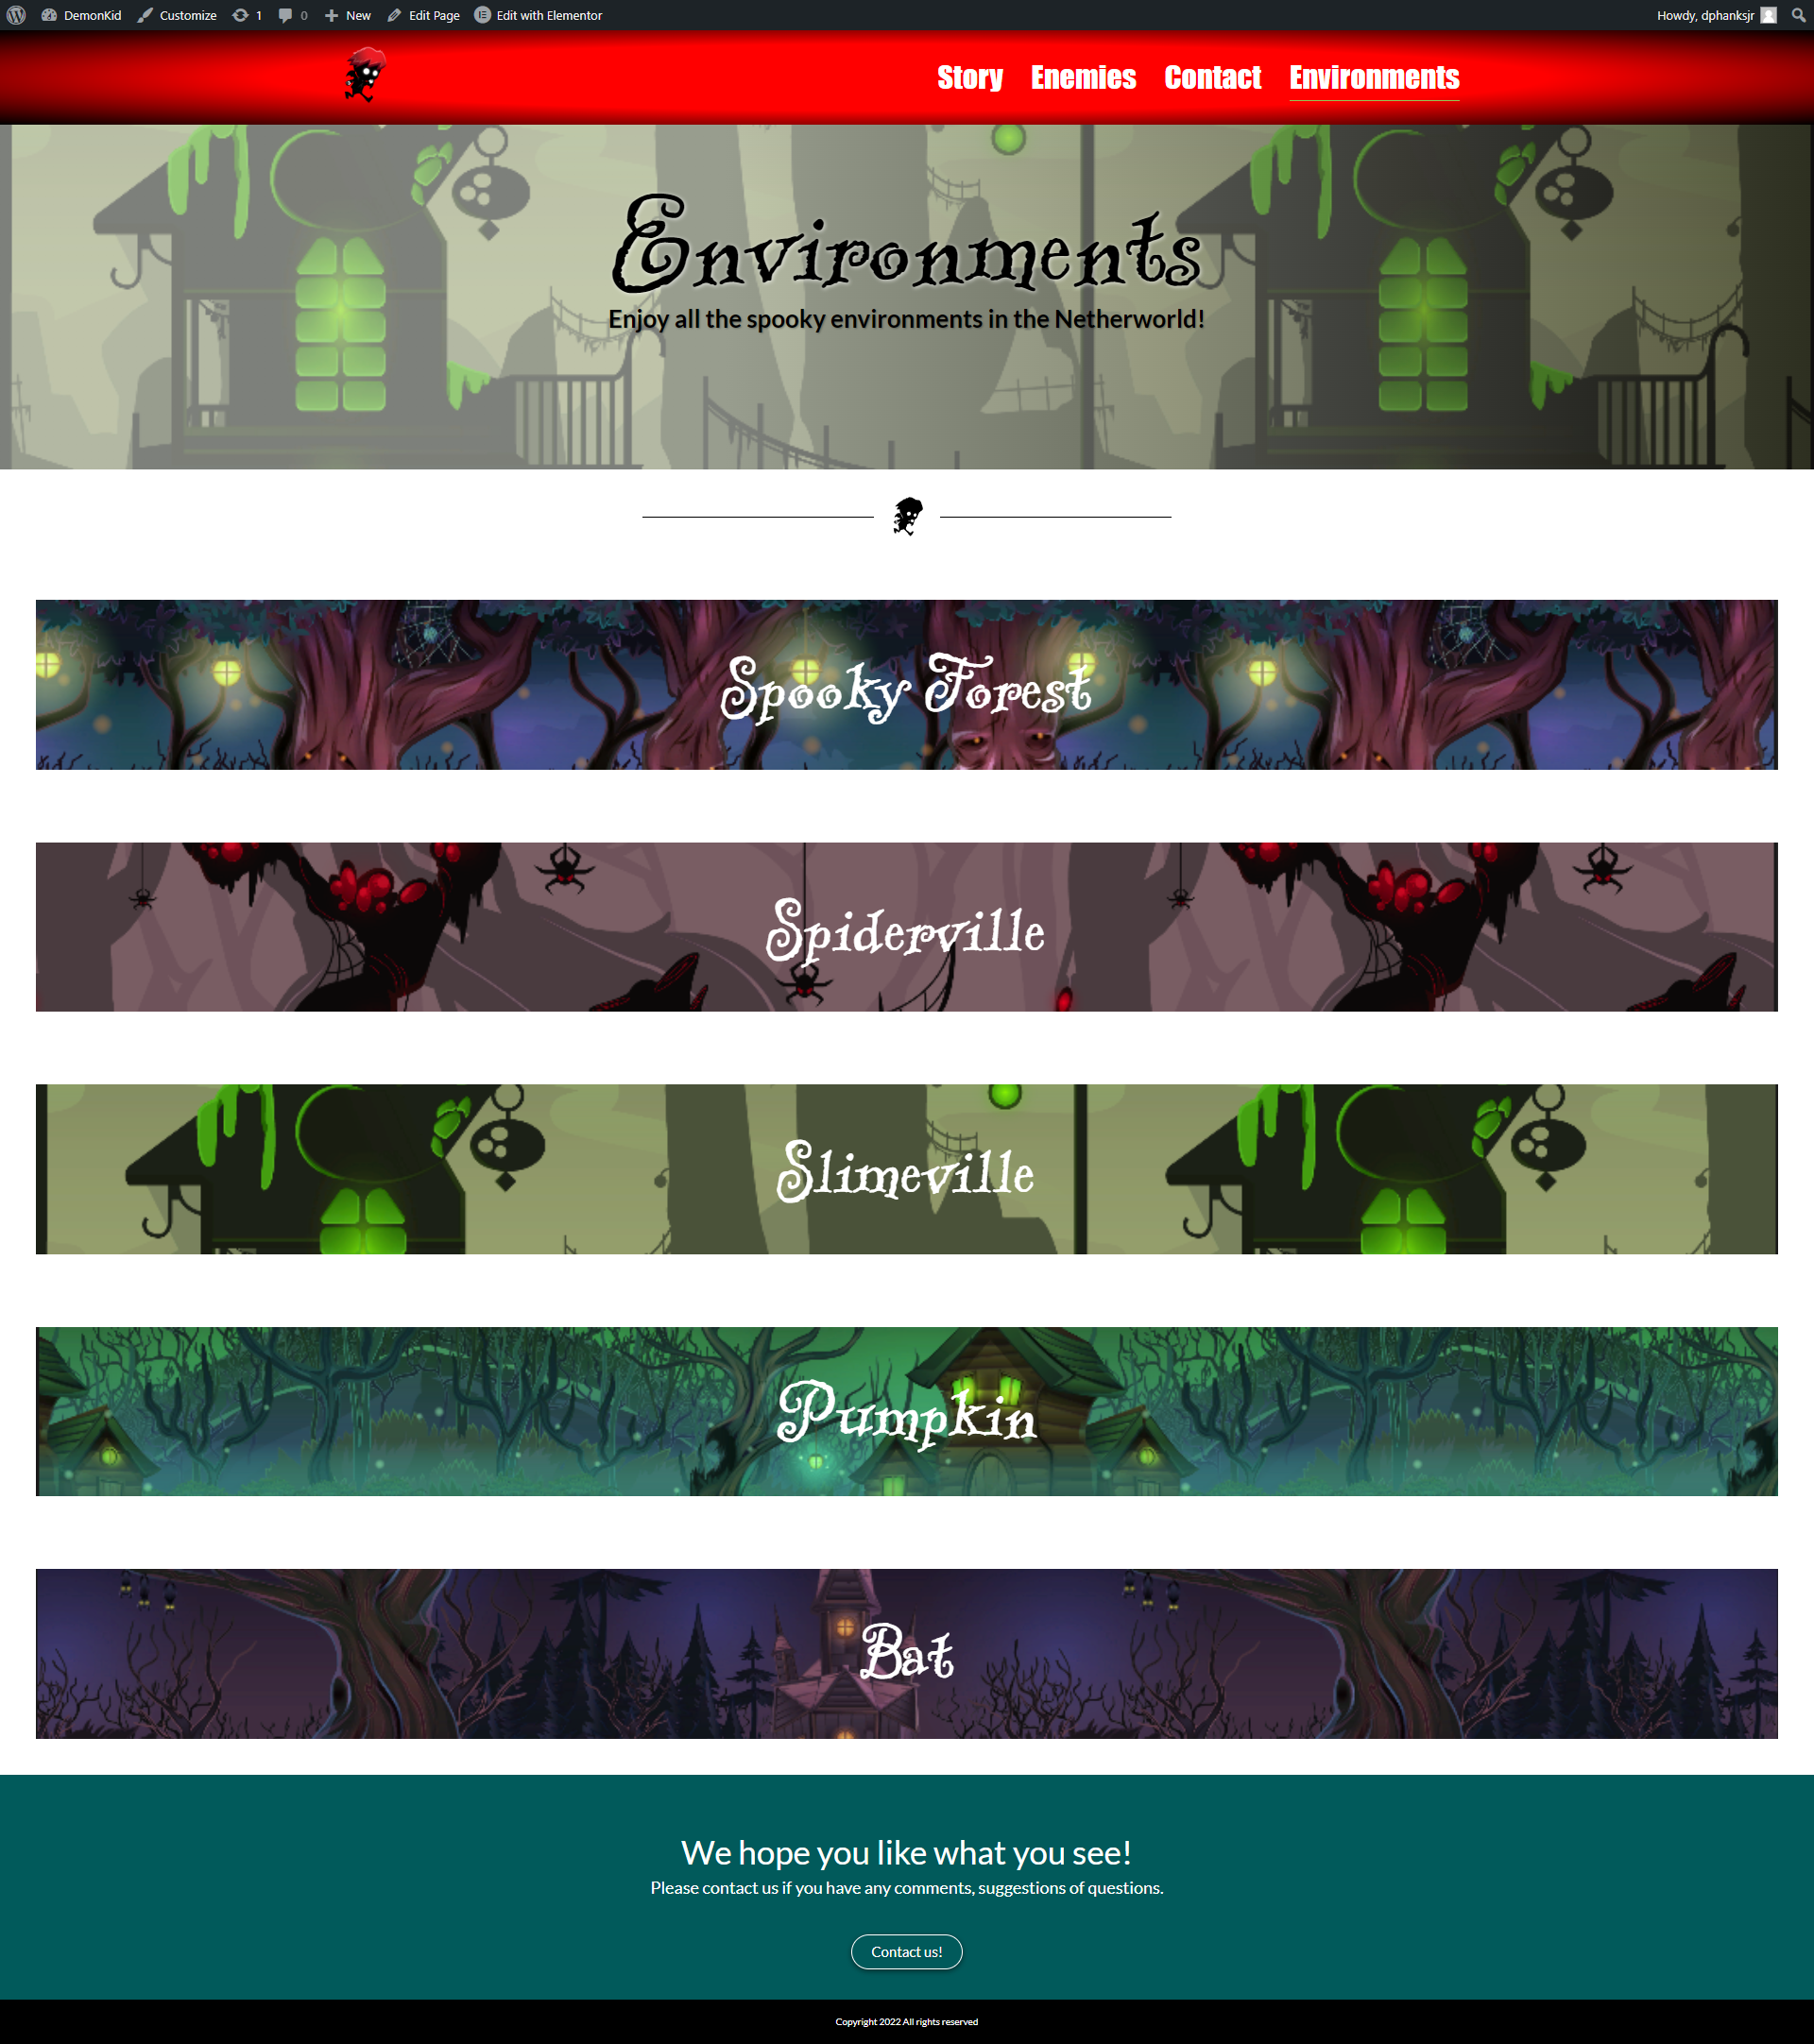 DemonKid Customize 1 0 New Edit Page Edit with Elementor Howdy, dphanksjr
Story Enemies Contact Environments
Environments
Enjoy all the spooky environments in the Netherworld!
Spooky Forest
Spiderville
Slimeville
Pumpkin
Bat
We hope you like what you see!
Please contact us if you have any comments, suggestions of questions.
Contact us!
Copyright 2022 All rights reserved